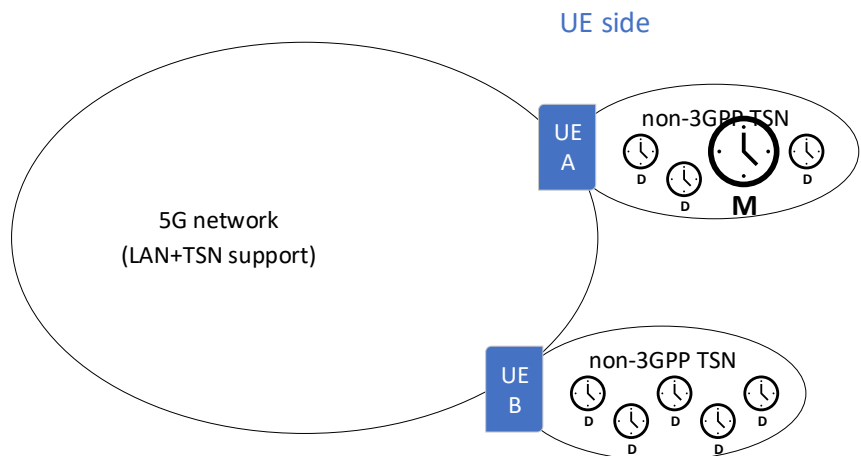 UE side
non-3GPP TSN
UE
A
D
D
D
M
5G network
(LAN+TSN support)
non-3GPP TSN
UE
B
D
D
D
D
D